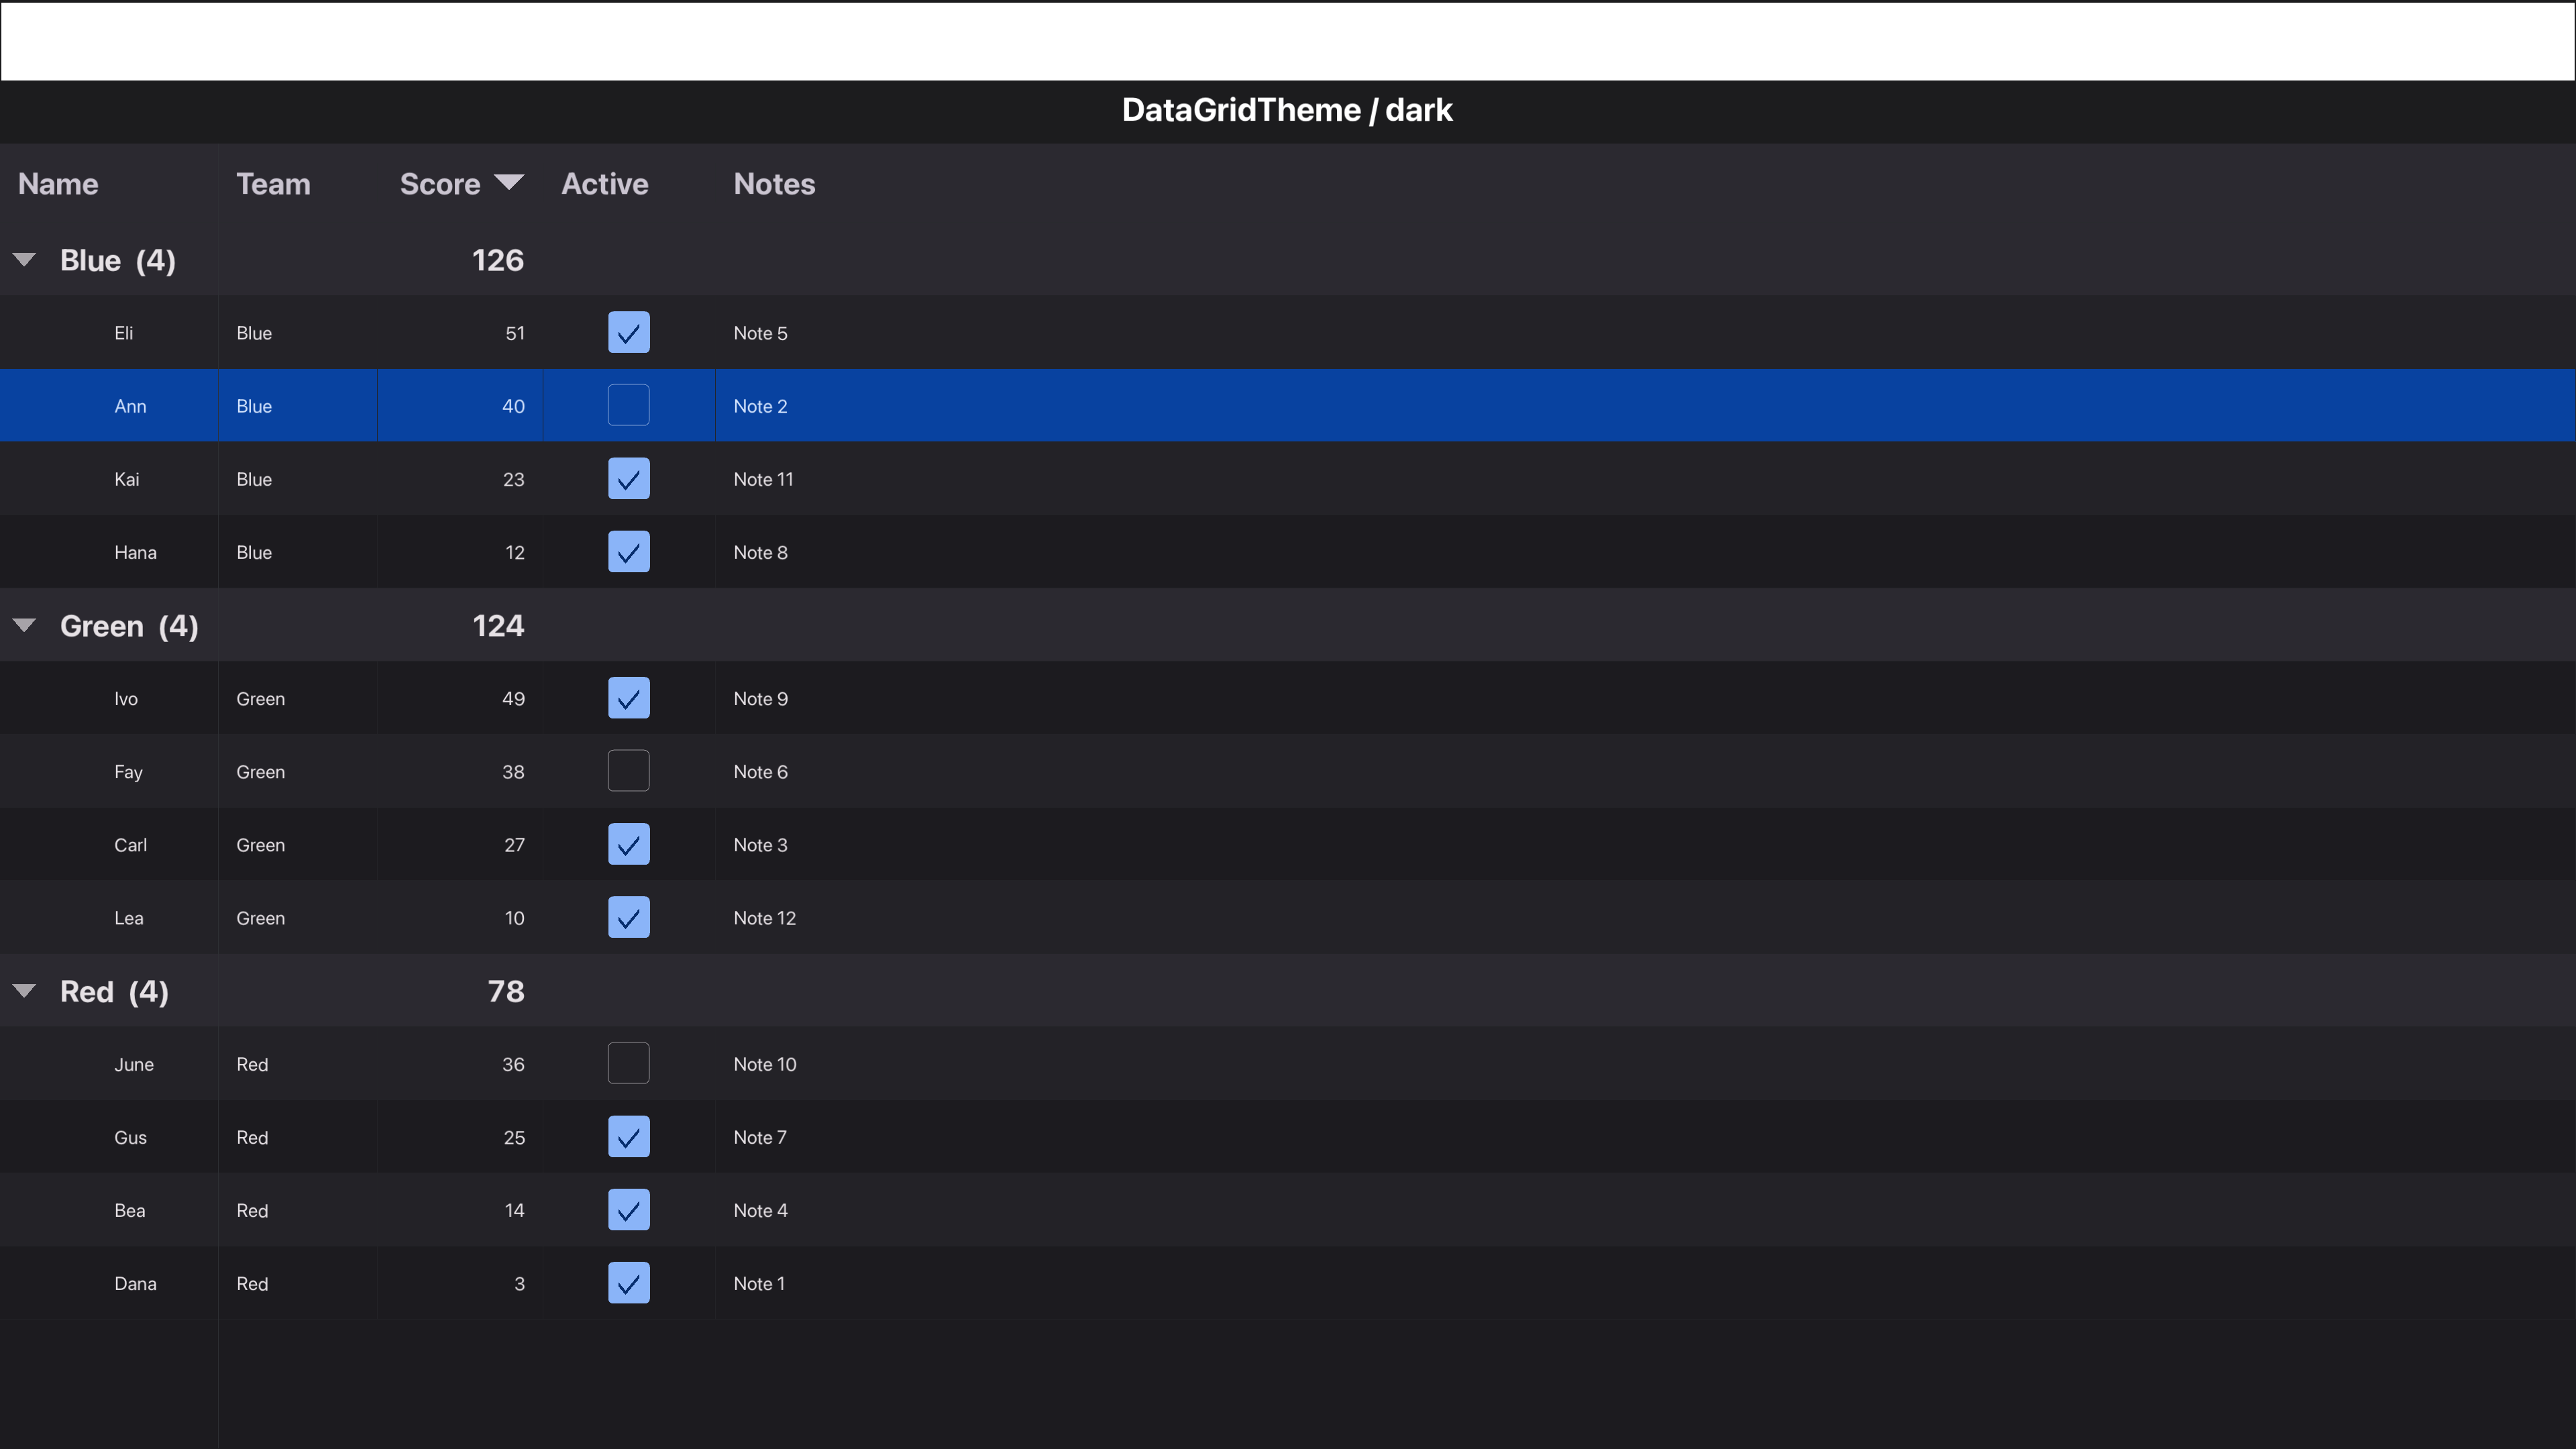 DataGridTheme / dark
Name Team Score Active Notes
Blue (4) 126
Eli Blue 51 Note 5
Ann Blue 40 Note 2
Kai Blue 23 Note 11
Hana Blue 12 Note 8
Green (4) 124
Ivo Green 49 Note 9
Fay Green 38 Note 6
Carl Green 27 Note 3
Lea Green 10 Note 12
Red (4) 78
June Red 36 Note 10
Gus Red 25 Note 7
Bea Red 14 Note 4
Dana Red 3 Note 1